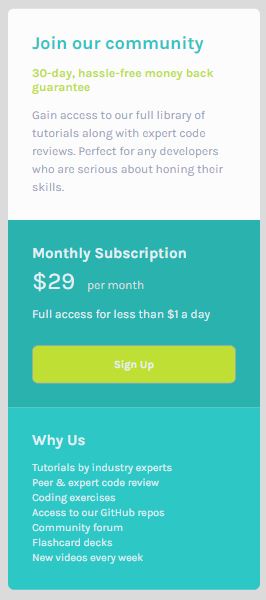 Join our community
30-day, hassle-free money back
guarantee
Gain access to our full library of
tutorials along with expert code
reviews. Perfect for any developers
who are serious about honing their
skills.
Monthly Subscription
$29 per month
Full access for less than $1 a day
Sign Up
Why Us
Tutorials by industry experts
Peer & expert code review
Coding exercises
Access to our GitHub repos
Community forum
Flashcard decks
New videos every week